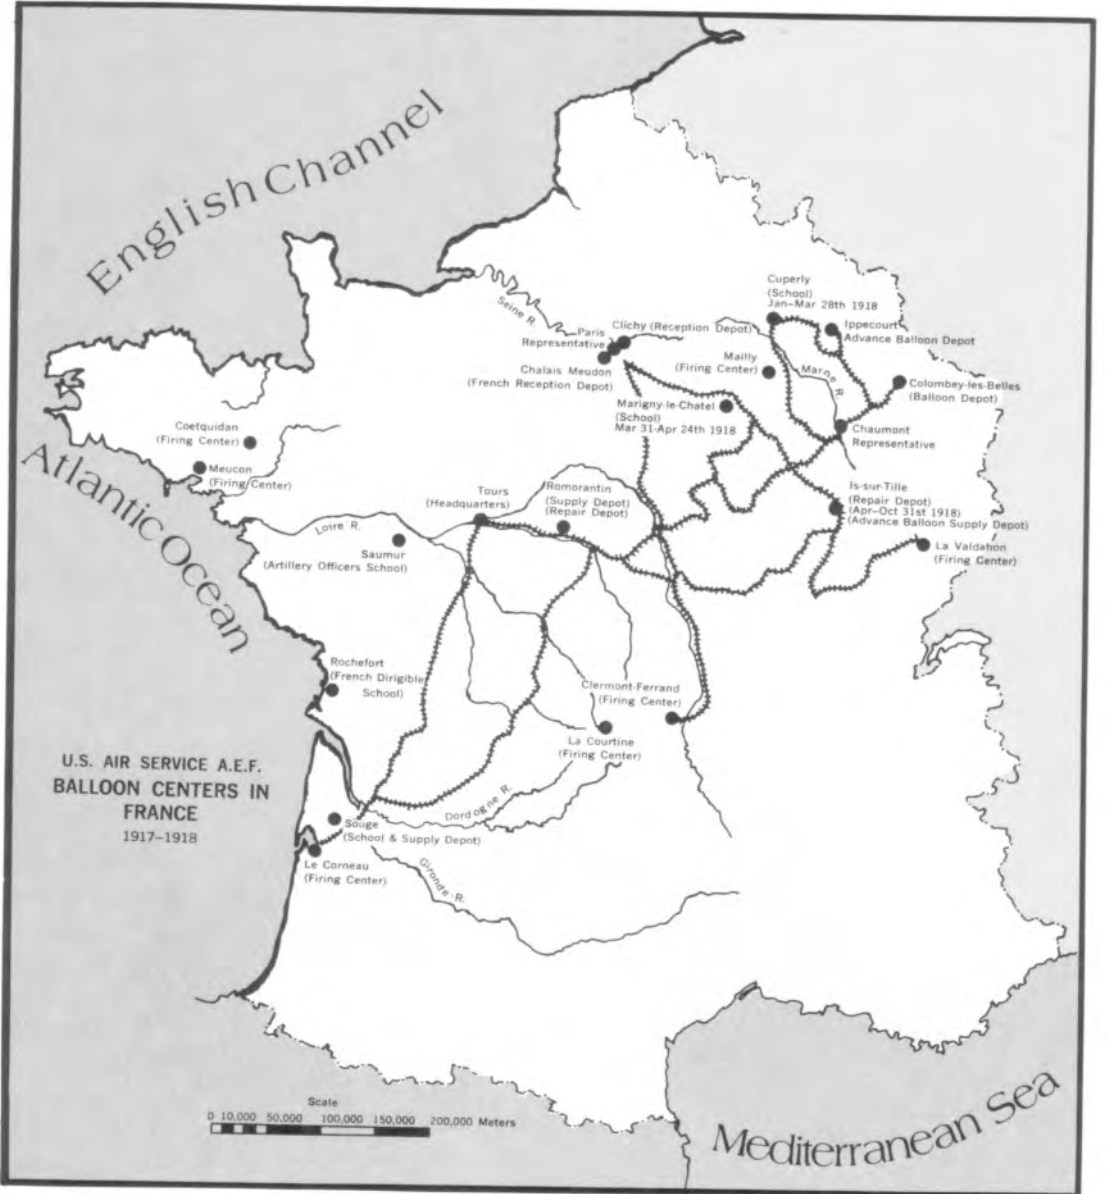 English Channel
Cuperly
(School)
Jan–Mar 28th 1918
Seine R.
Clichy (Reception Depot)
Paris
Representative
Ippecourt
Advance Balloon Depot
Mailly
(Firing Center)
Marne R.
Chalais Meudon
(French Reception Depot)
Colombey-les-Belles
(Balloon Depot)
Marigny-le-Chatel
(School)
Mar 31-Apr 24th 1918
Chaumont
Representative
Coetquidan
(Firing Center)
Meucon
(Firing Center)
Atlantic Ocean
Tours
(Headquarters)
Romorantin
(Supply Depot)
(Repair Depot)
Is-sur-Tille
(Repair Depot)
(Apr–Oct 31st 1918)
(Advance Balloon Supply Depot)
Loire R.
Saumur
(Artillery Officers School)
La Valdahon
(Firing Center)
Rochefort
(French Dirigible
School)
Clermont-Ferrand
(Firing Center)
La Courtine
(Firing Center)
U.S. AIR SERVICE A.E.F.
BALLOON CENTERS IN
FRANCE
1917–1918
Dordogne R.
Souge
(School & Supply Depot)
Le Corneau
(Firing Center)
Gironde R.
Scale
0 10,000 50,000 100,000 150,000 200,000 Meters
Mediterranean Sea